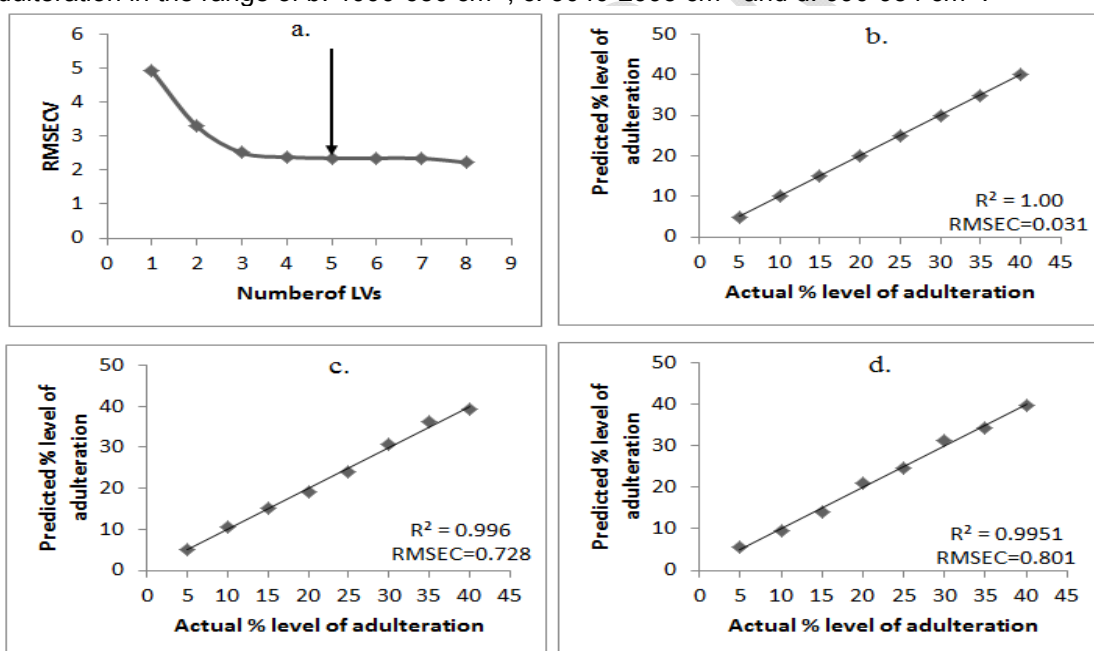 a.
6
5
4
3
2
1
0
RMSECV
0 1 2 3 4 5 6 7 8 9
Numberof LVs
b.
50
40
30
20
10
0
Predicted % level of
adulteration
R² = 1.00
RMSEC=0.031
0 5 10 15 20 25 30 35 40 45
Actual % level of adulteration
c.
50
40
30
20
10
0
Predicted % level of
adulteration
R² = 0.996
RMSEC=0.728
0 5 10 15 20 25 30 35 40 45
Actual % level of adulteration
d.
50
40
30
20
10
0
Predicted % level of
adulteration
R² = 0.9951
RMSEC=0.801
0 5 10 15 20 25 30 35 40 45
Actual % level of adulteration